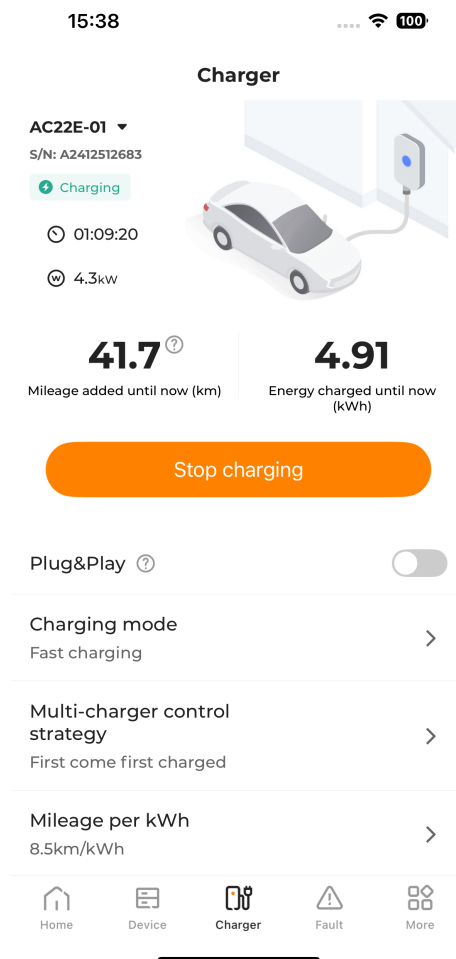 15:38
100
Charger
AC22E-01
S/N: A2412512683
Charging
01:09:20
W 4.3kW
41.7 ?
Mileage added until now (km)
4.91
Energy charged until now
(kWh)
Stop charging
Plug&Play ?
Charging mode
Fast charging
Multi-charger control
strategy
First come first charged
Mileage per kWh
8.5km/kWh
Home Device Charger Fault More